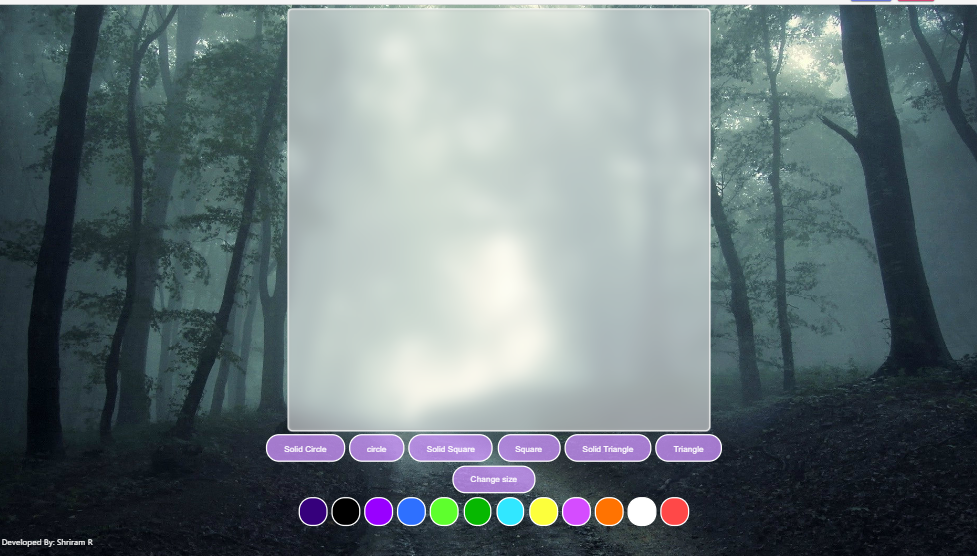 Solid Circle circle Solid Square Square Solid Triangle Triangle
Change size
Developed By: Shriram R